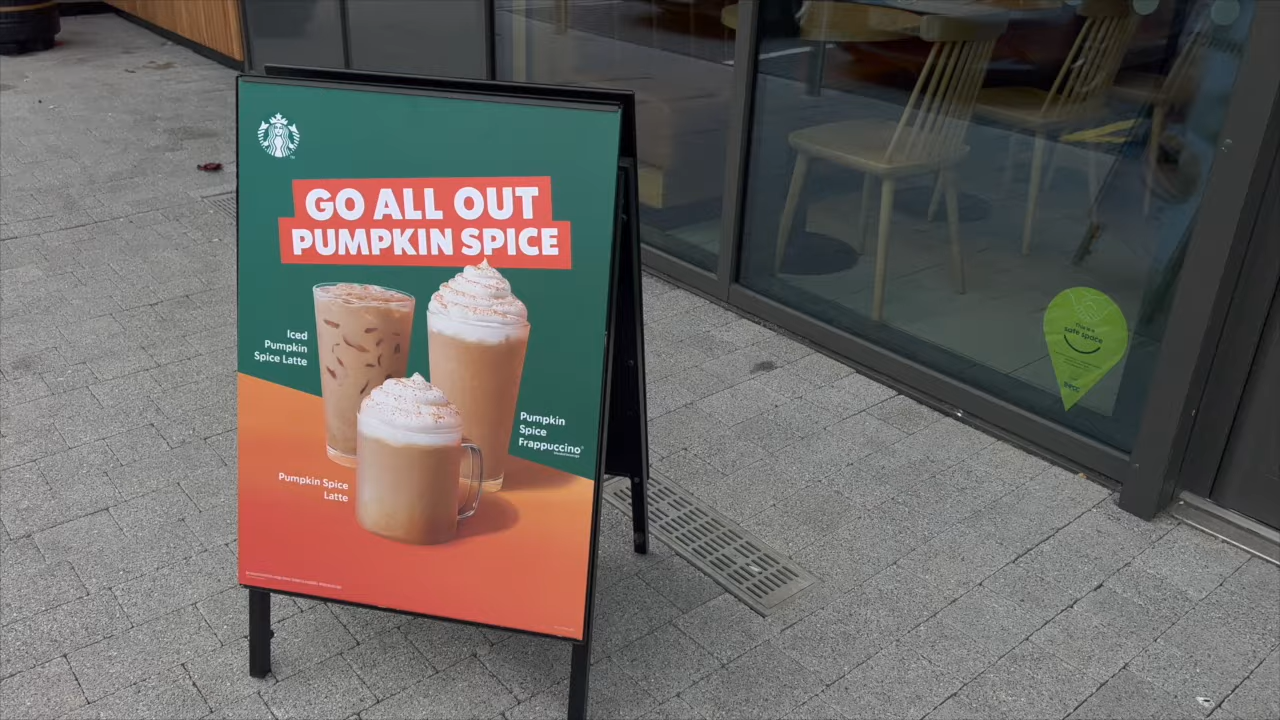 GO ALL OUT
PUMPKIN SPICE
Iced
Pumpkin
Spice Latte
Pumpkin
Spice
Frappuccino®
Pumpkin Spice
Latte
safe space